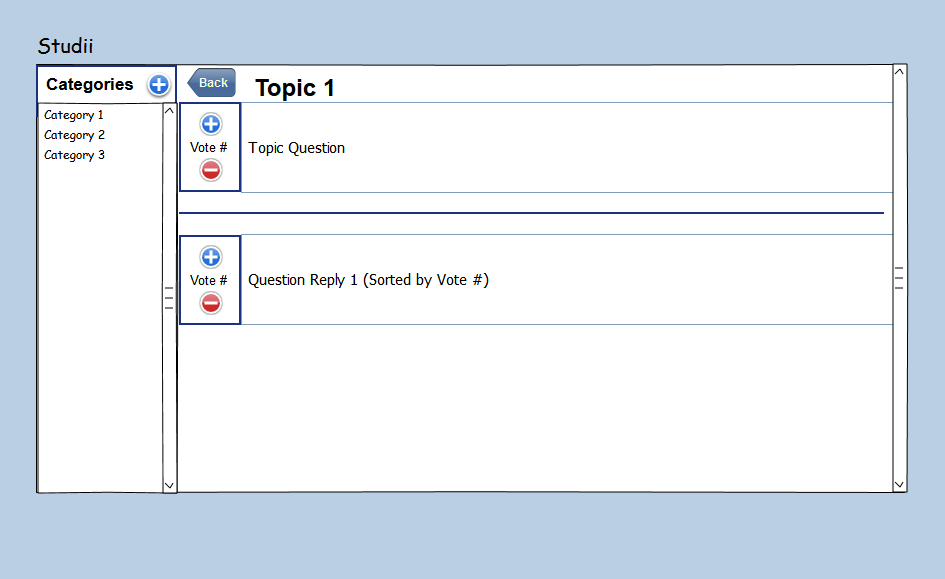 Studii
Categories
Category 1
Category 2
Category 3
Back
Topic 1
Vote #
Topic Question
Vote #
Question Reply 1 (Sorted by Vote #)